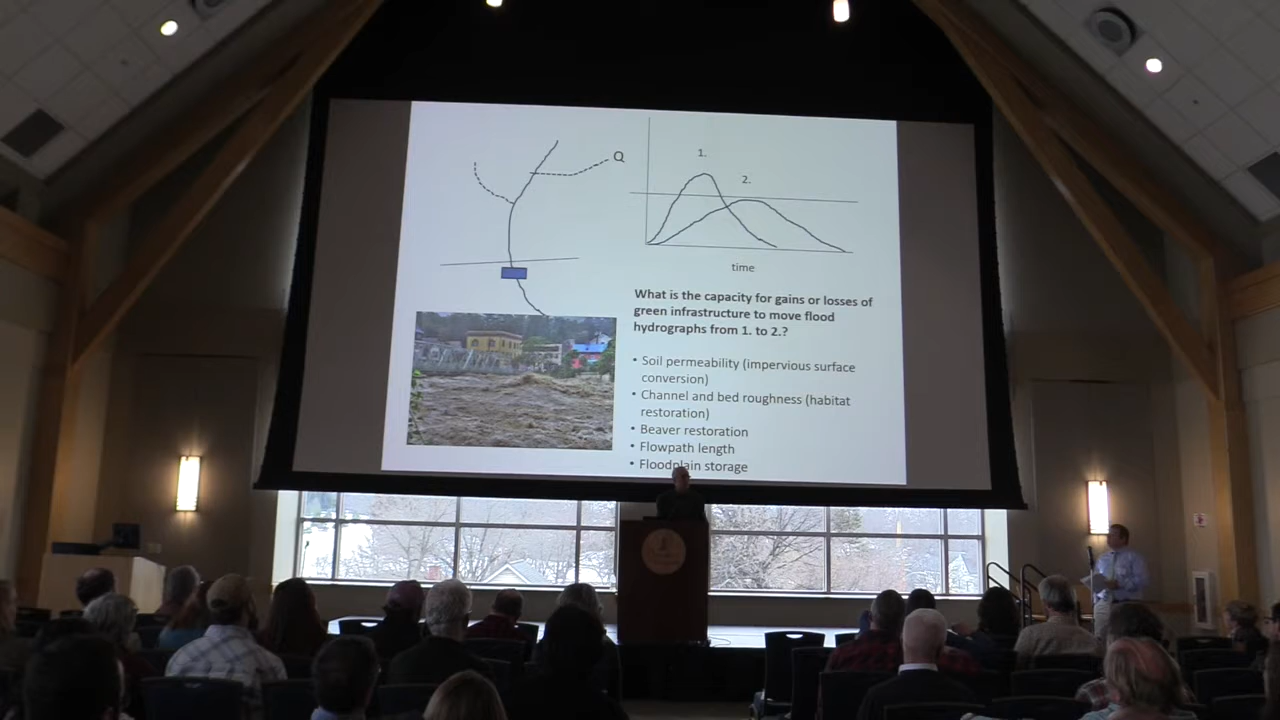 Q
1.
2.
time
What is the capacity for gains or losses of
green infrastructure to move flood
hydrographs from 1. to 2.?
• Soil permeability (impervious surface
conversion)
• Channel and bed roughness (habitat
restoration)
• Beaver restoration
• Flowpath length
• Floodplain storage